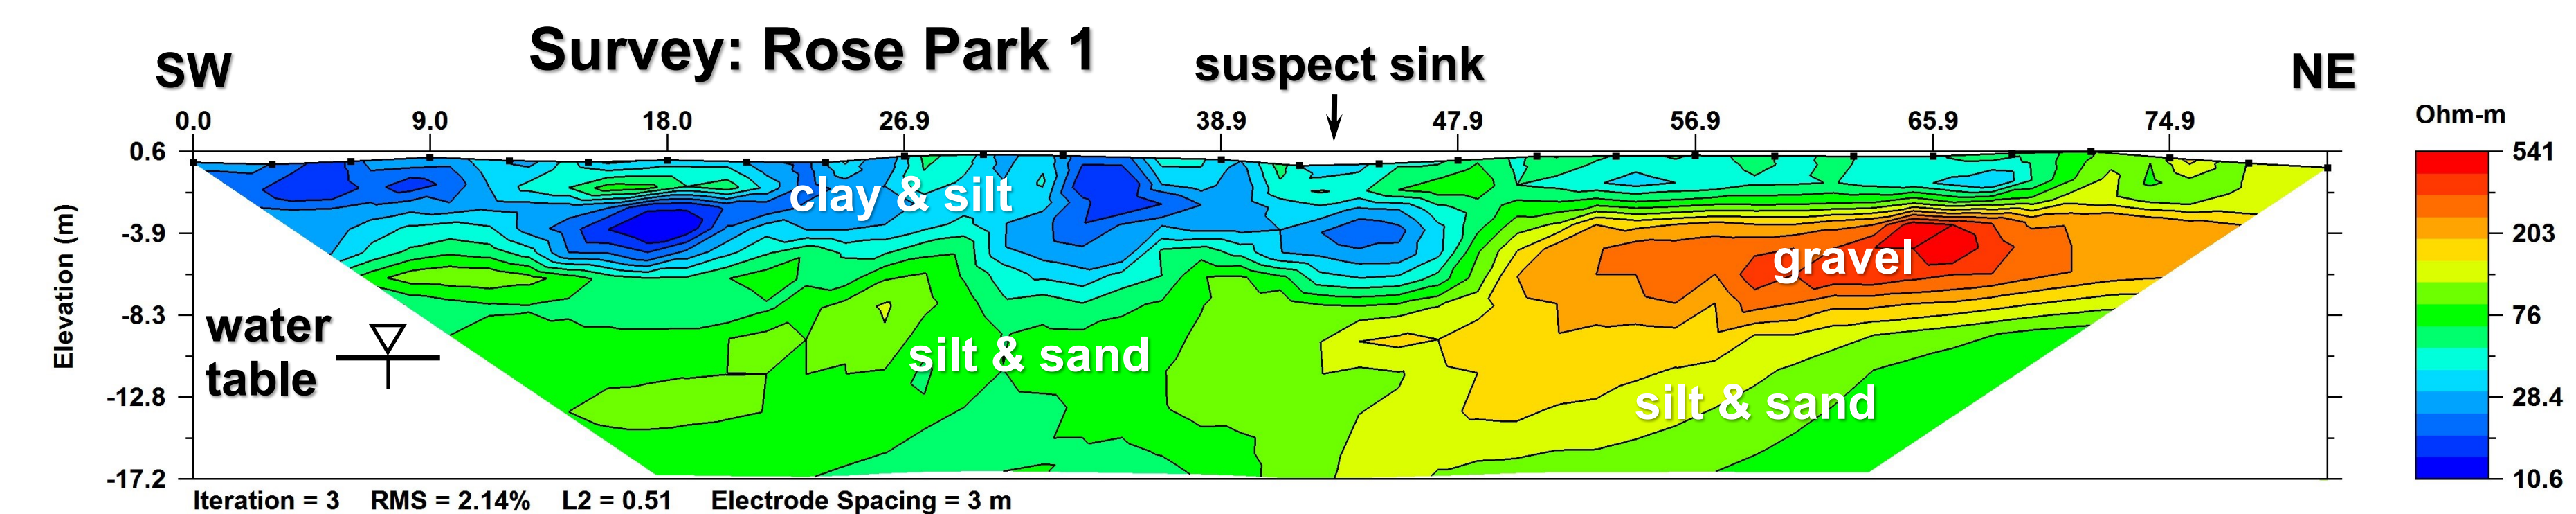 Survey: Rose Park 1
SW
suspect sink
NE
0.0 9.0 18.0 26.9 38.9 47.9 56.9 65.9 74.9
Ohm-m
0.6
-3.9
-8.3
-12.8
-17.2
Elevation (m)
clay & silt
gravel
water
table
silt & sand
silt & sand
541
203
76
28.4
10.6
Iteration = 3 RMS = 2.14% L2 = 0.51 Electrode Spacing = 3 m